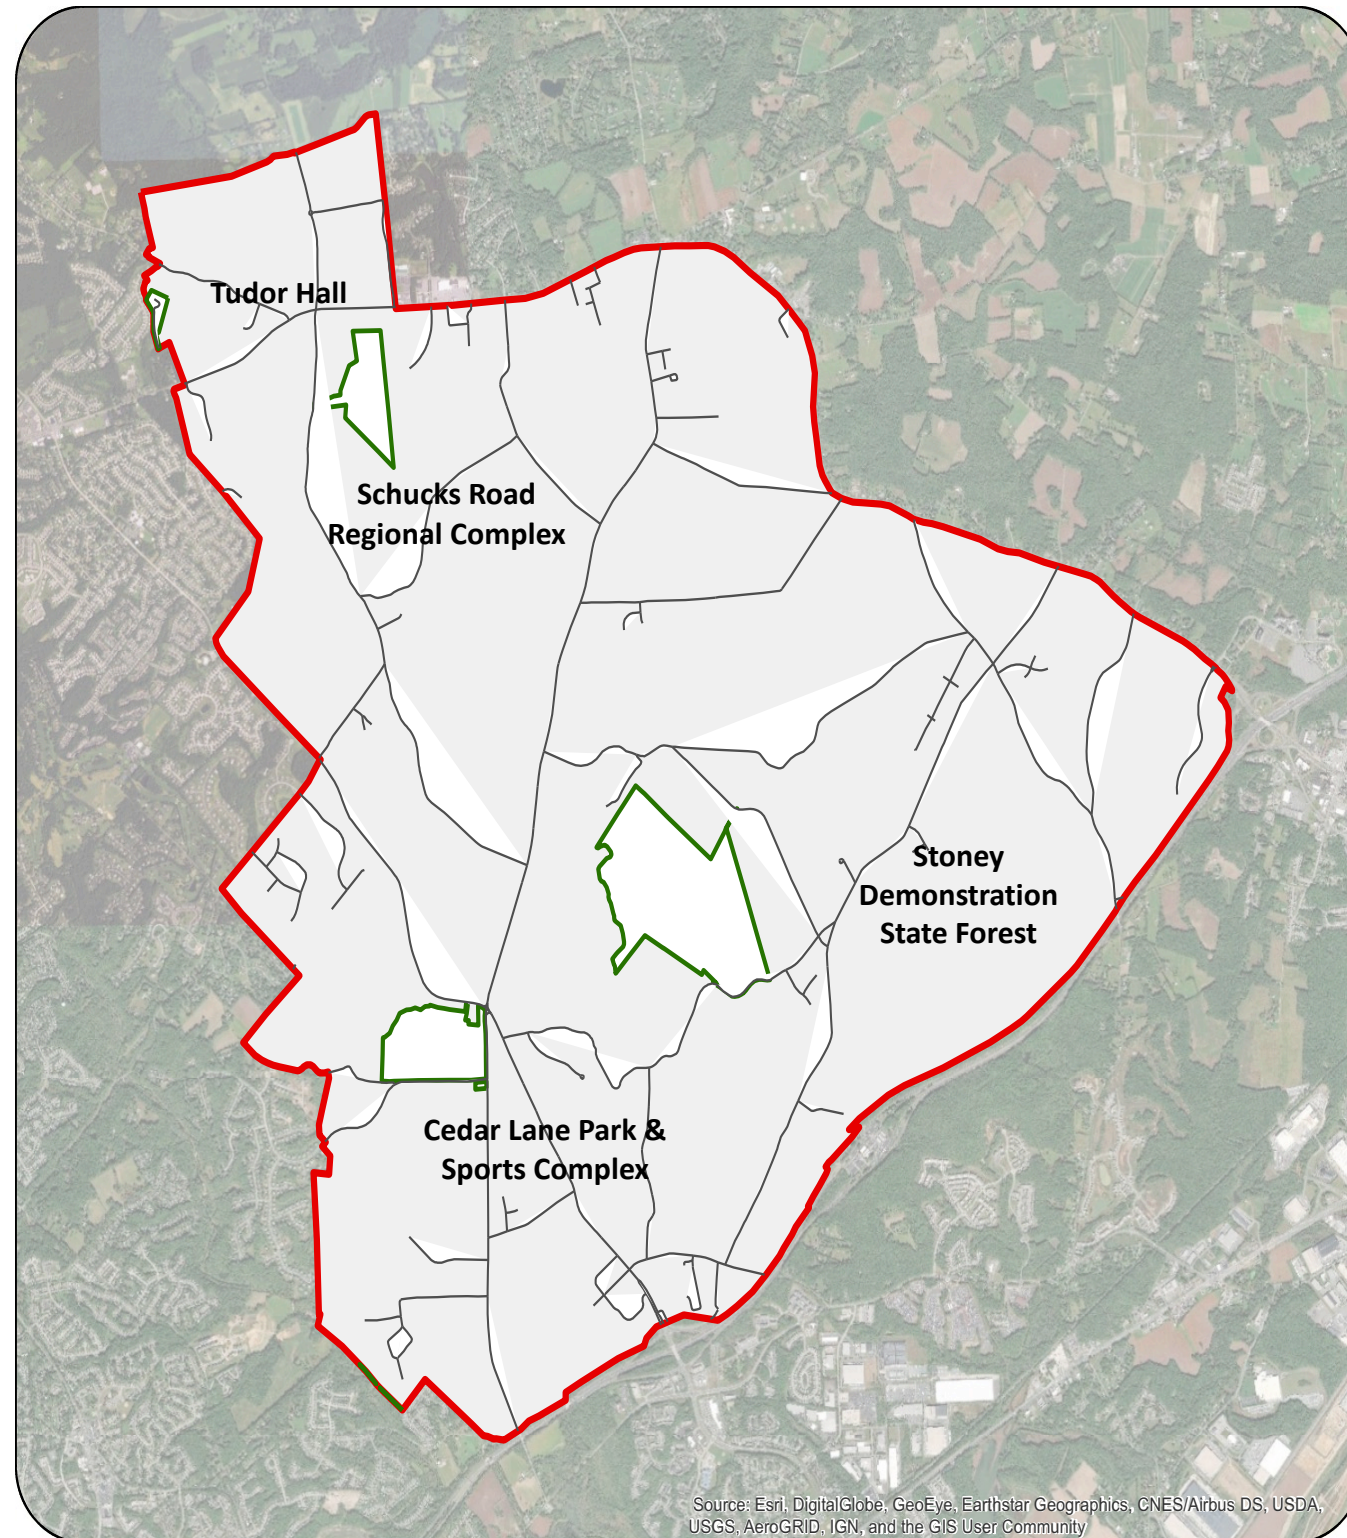 Tudor Hall
Schucks Road
Regional Complex
Stoney
Demonstration
State Forest
Cedar Lane Park &
Sports Complex
Source: Esri, DigitalGlobe, GeoEye, Earthstar Geographics, CNES/Airbus DS, USDA,
USGS, AeroGRID, IGN, and the GIS User Community